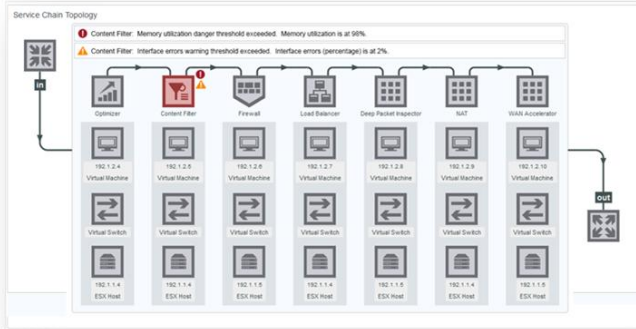 Service Chain Topology
Content Filter: Memory utilization danger threshold exceeded. Memory utilization is at 98%.
Content Filter: Interface errors warning threshold exceeded. Interface errors (percentage) is at 2%.
in
Optimizer Content Filter Firewall Load Balancer Deep Packet Inspector NAT WAN Accelerator
192.1.2.4 192.1.2.5 192.1.2.6 192.1.2.7 192.1.2.8 192.1.2.9 192.1.2.10
Virtual Machine Virtual Machine Virtual Machine Virtual Machine Virtual Machine Virtual Machine Virtual Machine
out
Virtual Switch Virtual Switch Virtual Switch Virtual Switch Virtual Switch Virtual Switch Virtual Switch
192.1.1.4 192.1.1.4 192.1.1.5 192.1.1.4 192.1.1.5 192.1.1.4 192.1.1.5
ESX Host ESX Host ESX Host ESX Host ESX Host ESX Host ESX Host